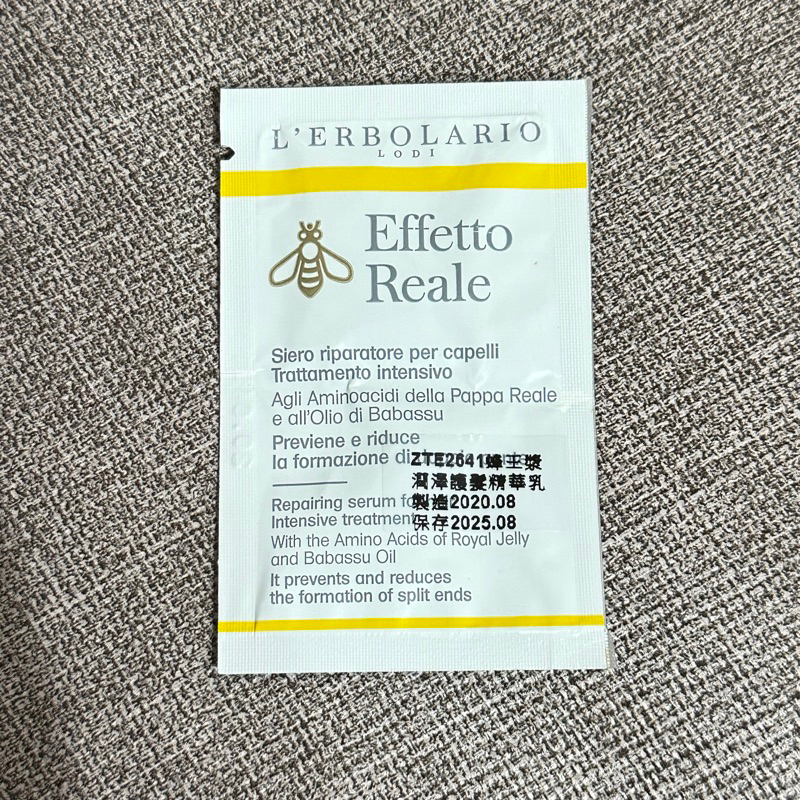 L'ERBOLARIO
LODI
Effetto
Reale
Siero riparatore per capelli
Trattamento intensivo
Agli Aminoacidi della Pappa Reale
e all'Olio di Babassu
Previene e riduce
la formazione di
ZTE26416蜂王漿
潤澤護髮精華乳
製造2020.08
保存2025.08
Repairing serum
Intensive treatment
With the Amino Acids of Royal Jelly
and Babassu Oil
It prevents and reduces
the formation of split ends